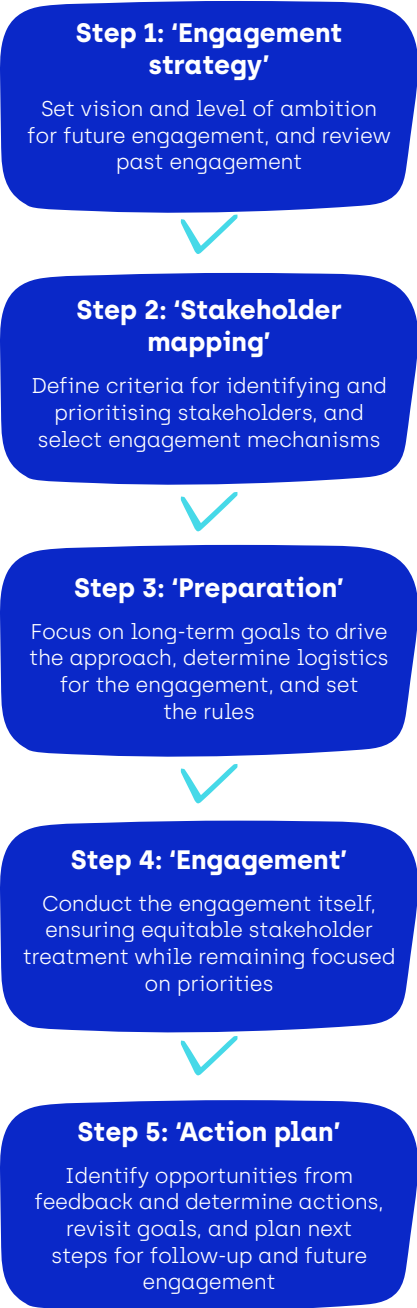 Step 1: ‘Engagement
strategy’
Set vision and level of ambition
for future engagement, and review
past engagement
Step 2: ‘Stakeholder
mapping’
Define criteria for identifying and
prioritising stakeholders, and
select engagement mechanisms
Step 3: ‘Preparation’
Focus on long-term goals to drive
the approach, determine logistics
for the engagement, and set
the rules
Step 4: ‘Engagement’
Conduct the engagement itself,
ensuring equitable stakeholder
treatment while remaining focused
on priorities
Step 5: ‘Action plan’
Identify opportunities from
feedback and determine actions,
revisit goals, and plan next
steps for follow-up and future
engagement